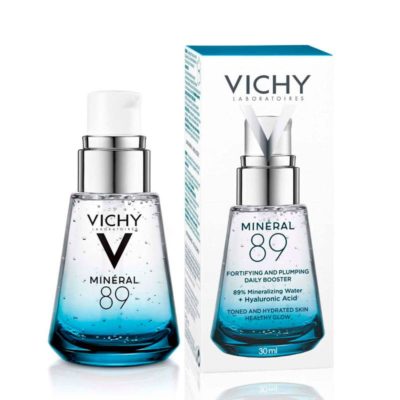 VICHY
LABORATOIRES
V
MINÉRAL
89
VICHY
LABORATOIRES
MINÉRAL
89
FORTIFYING AND PLUMPING
DAILY BOOSTER
89% Mineralizing Water
+ Hyaluronic Acid
TONED AND HYDRATED SKIN
HEALTHY GLOW
30ml